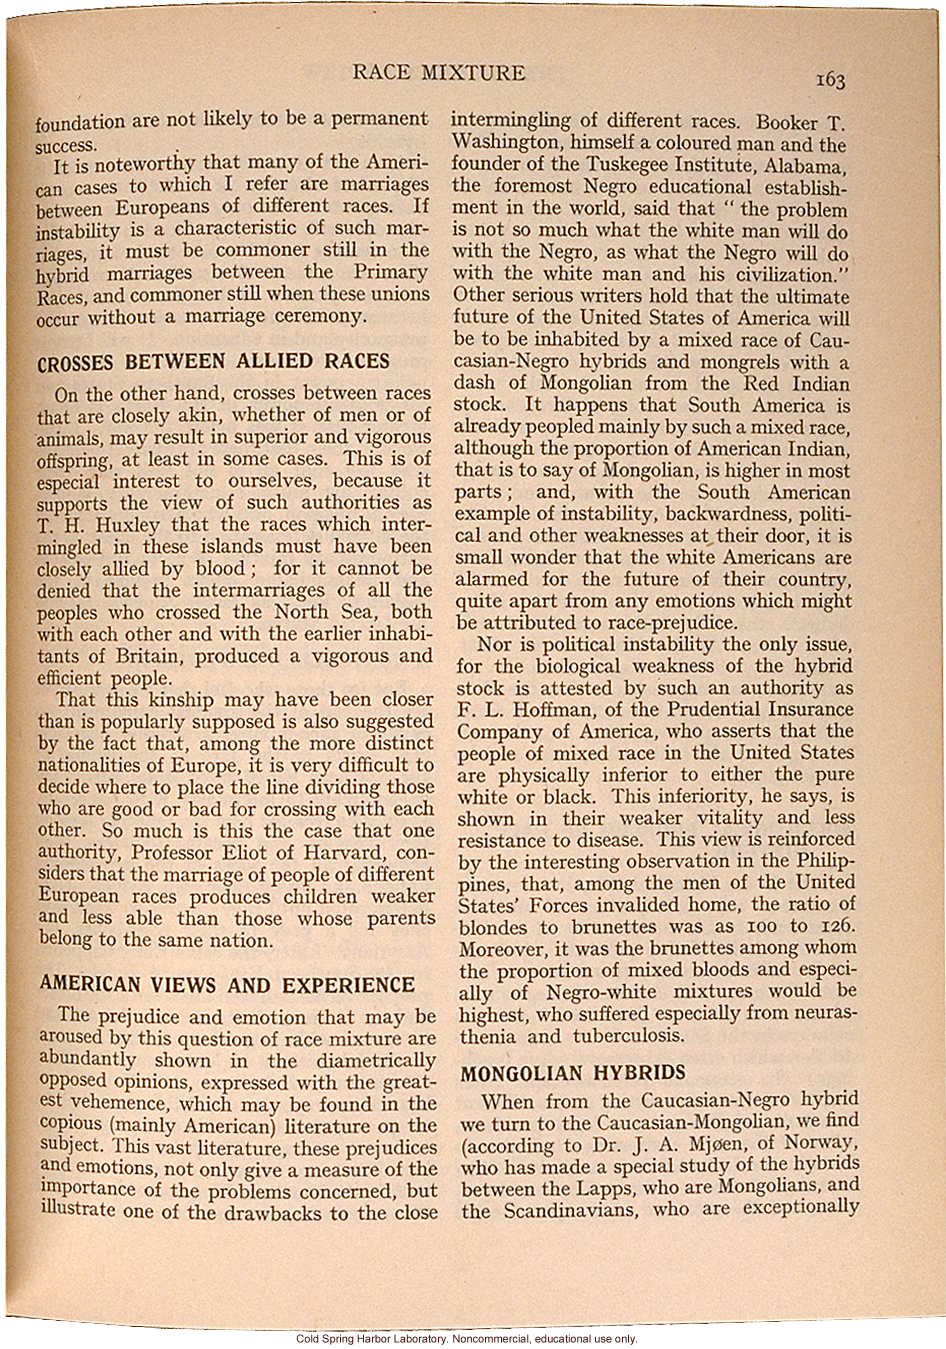 RACE MIXTURE
163
foundation are not likely to be a permanent
success.
It is noteworthy that many of the Ameri-
can cases to which I refer are marriages
between Europeans of different races. If
instability is a characteristic of such mar-
riages, it must be commoner still in the
hybrid marriages between the Primary
Races, and commoner still when these unions
occur without a marriage ceremony.
CROSSES BETWEEN ALLIED RACES
On the other hand, crosses between races
that are closely akin, whether of men or of
animals, may result in superior and vigorous
offspring, at least in some cases. This is of
especial interest to ourselves, because it
supports the view of such authorities as
T. H. Huxley that the races which inter-
mingled in these islands must have been
closely allied by blood; for it cannot be
denied that the intermarriages of all the
peoples who crossed the North Sea, both
with each other and with the earlier inhabi-
tants of Britain, produced a vigorous and
efficient people.
That this kinship may have been closer
than is popularly supposed is also suggested
by the fact that, among the more distinct
nationalities of Europe, it is very difficult to
decide where to place the line dividing those
who are good or bad for crossing with each
other. So much is this the case that one
authority, Professor Eliot of Harvard, con-
siders that the marriage of people of different
European races produces children weaker
and less able than those whose parents
belong to the same nation.
AMERICAN VIEWS AND EXPERIENCE
The prejudice and emotion that may be
aroused by this question of race mixture are
abundantly shown in the diametrically
opposed opinions, expressed with the great-
est vehemence, which may be found in the
copious (mainly American) literature on the
subject. This vast literature, these prejudices
and emotions, not only give a measure of the
importance of the problems concerned, but
illustrate one of the drawbacks to the close
intermingling of different races. Booker T.
Washington, himself a coloured man and the
founder of the Tuskegee Institute, Alabama,
the foremost Negro educational establish-
ment in the world, said that " the problem
is not so much what the white man will do
with the Negro, as what the Negro will do
with the white man and his civilization."
Other serious writers hold that the ultimate
future of the United States of America will
be to be inhabited by a mixed race of Cau-
casian-Negro hybrids and mongrels with a
dash of Mongolian from the Red Indian
stock. It happens that South America is
already peopled mainly by such a mixed race,
although the proportion of American Indian,
that is to say of Mongolian, is higher in most
parts; and, with the South American
example of instability, backwardness, politi-
cal and other weaknesses at their door, it is
small wonder that the white Americans are
alarmed for the future of their country,
quite apart from any emotions which might
be attributed to race-prejudice.
Nor is political instability the only issue,
for the biological weakness of the hybrid
stock is attested by such an authority as
F. L. Hoffman, of the Prudential Insurance
Company of America, who asserts that the
people of mixed race in the United States
are physically inferior to either the pure
white or black. This inferiority, he says, is
shown in their weaker vitality and less
resistance to disease. This view is reinforced
by the interesting observation in the Philip-
pines, that, among the men of the United
States' Forces invalided home, the ratio of
blondes to brunettes was as 100 to 126.
Moreover, it was the brunettes among whom
the proportion of mixed bloods and especi-
ally of Negro-white mixtures would be
highest, who suffered especially from neuras-
thenia and tuberculosis.
MONGOLIAN HYBRIDS
When from the Caucasian-Negro hybrid
we turn to the Caucasian-Mongolian, we find
(according to Dr. J. A. Mjøen, of Norway,
who has made a special study of the hybrids
between the Lapps, who are Mongolians, and
the Scandinavians, who are exceptionally
Cold Spring Harbor Laboratory. Noncommercial, educational use only.